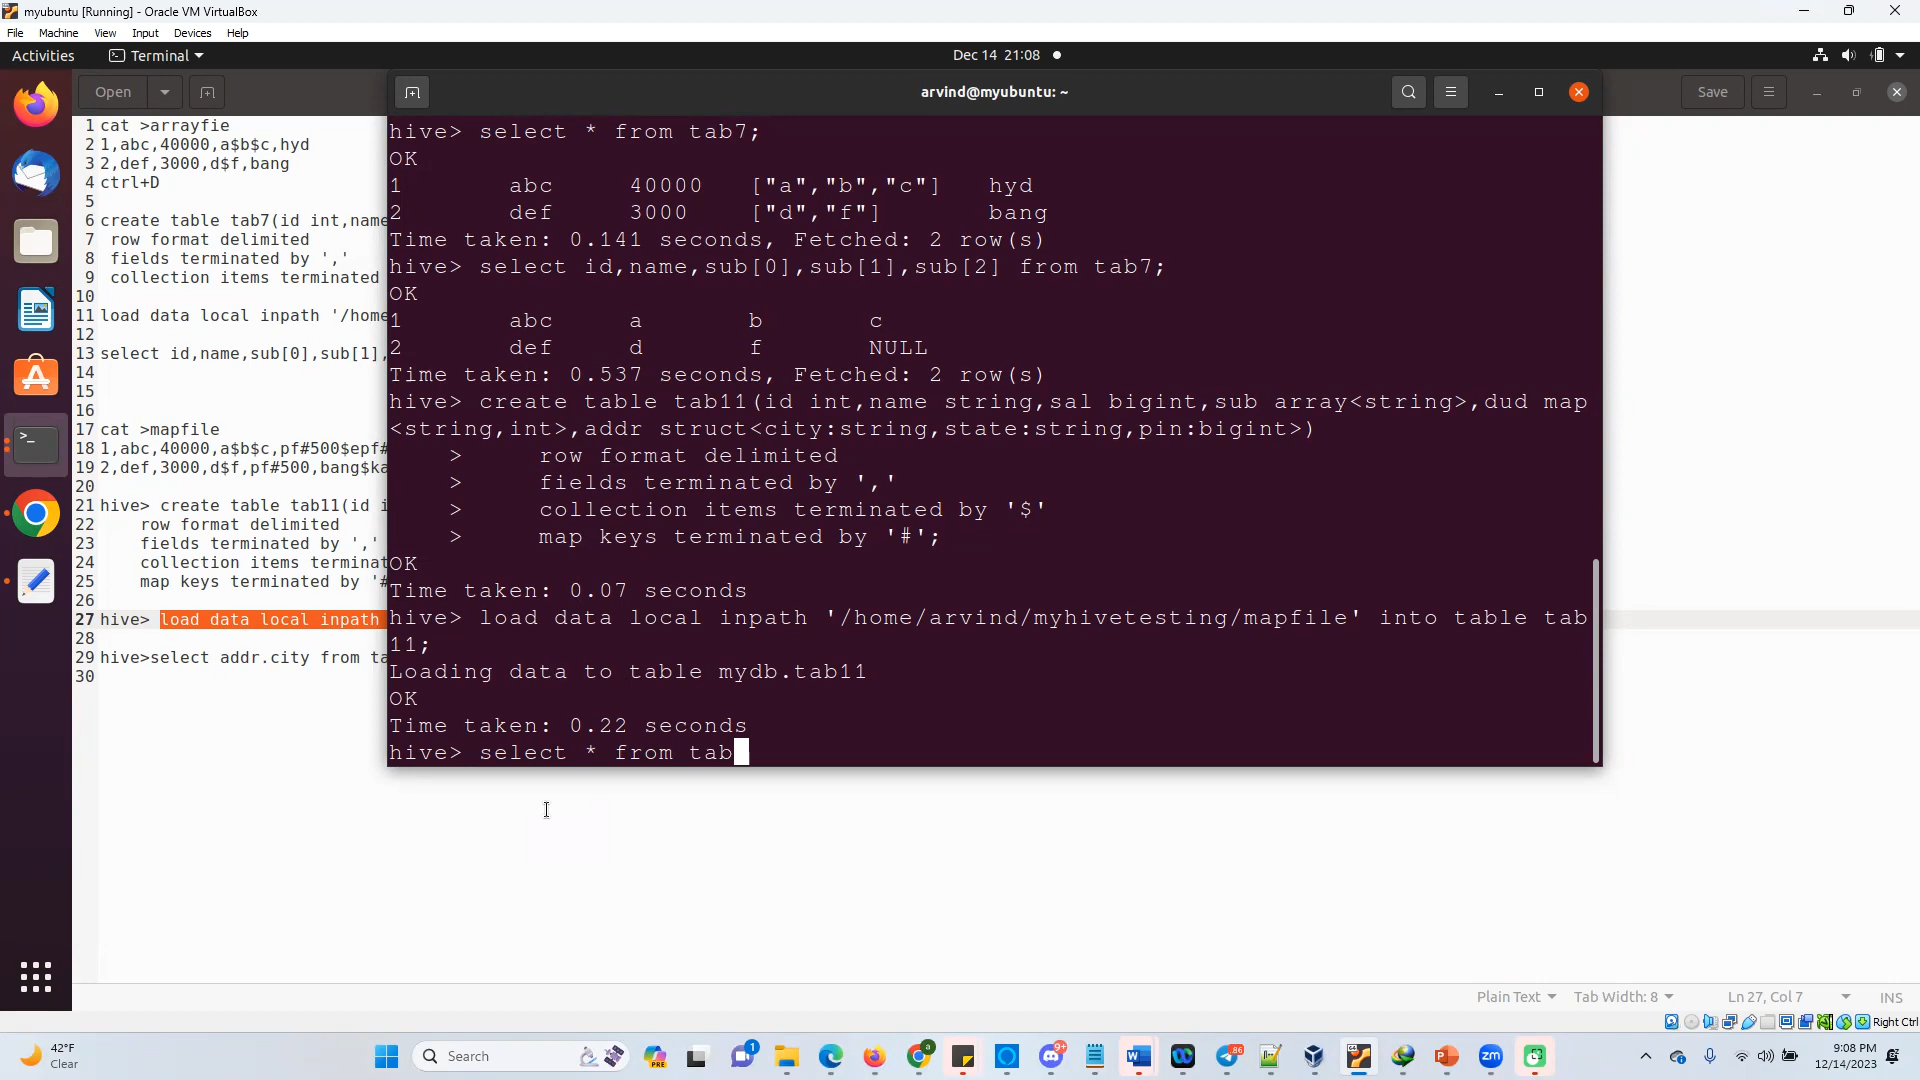 myubuntu [Running] - Oracle VM VirtualBox
File Machine View Input Devices Help
Activities Terminal Dec 14 21:08
Open arvind@myubuntu: ~ Save
1 cat >arrayfie
2 1,abc,40000,a$b$c,hyd
3 2,def,3000,d$f,bang
4 ctrl+D
5
6 create table tab7(id int,name
7 row format delimited
8 fields terminated by ','
9 collection items terminated
10
11 load data local inpath '/home
12
13 select id,name,sub[0],sub[1],
14
15
16
17 cat >mapfile
18 1,abc,40000,a$b$c,pf#500$epf#
19 2,def,3000,d$f,pf#500,bang$ka
20
21 hive> create table tab11(id i
22 row format delimited
23 fields terminated by ','
24 collection items terminat
25 map keys terminated by '#
26
27 hive> load data local inpath
28
29 hive>select addr.city from ta
30
hive> select * from tab7;
OK
1 abc 40000 ["a","b","c"] hyd
2 def 3000 ["d","f"] bang
Time taken: 0.141 seconds, Fetched: 2 row(s)
hive> select id,name,sub[0],sub[1],sub[2] from tab7;
OK
1 abc a b c
2 def d f NULL
Time taken: 0.537 seconds, Fetched: 2 row(s)
hive> create table tab11(id int,name string,sal bigint,sub array<string>,dud map
<string,int>,addr struct<city:string,state:string,pin:bigint>)
> row format delimited
> fields terminated by ','
> collection items terminated by '$'
> map keys terminated by '#';
OK
Time taken: 0.07 seconds
hive> load data local inpath '/home/arvind/myhivetesting/mapfile' into table tab
11;
Loading data to table mydb.tab11
OK
Time taken: 0.22 seconds
hive> select * from tab
Plain Text Tab Width: 8 Ln 27, Col 7 INS
Right Ctrl
42°F
Clear
Search
9:08 PM
12/14/2023